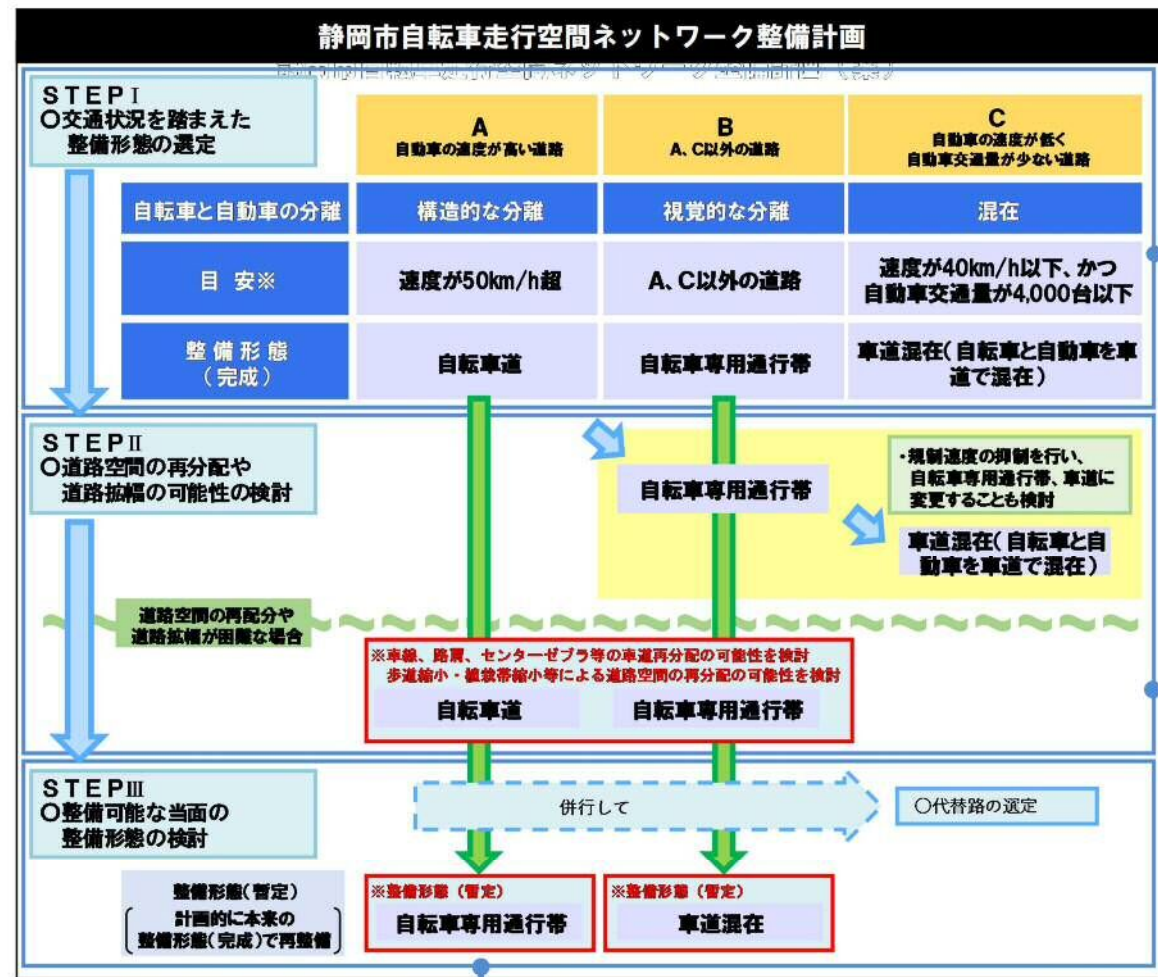 静岡市自転車走行空間ネットワーク整備計画
STEPⅠ
○交通状況を踏まえた
整備形態の選定
A
自動車の速度が高い道路
B
A、C以外の道路
C
自動車の速度が低く
自動車交通量が少ない道路
自転車と自動車の分離
構造的な分離
視覚的な分離
混在
目 安※
速度が50km/h超
A、C以外の道路
速度が40km/h以下、かつ
自動車交通量が4,000台以下
整 備 形 態
(完成)
自転車道
自転車専用通行帯
車道混在(自転車と自動車を車
道で混在)
STEPⅡ
○道路空間の再分配や
道路拡幅の可能性の検討
自転車専用通行帯
・規制速度の抑制を行い、
自転車専用通行帯、車道に
変更することも検討
車道混在(自転車と自
動車を車道で混在)
道路空間の再配分や
道路拡幅が困難な場合
※車線、路肩、センターゼブラ等の車道再分配の可能性を検討
歩道縮小・植栽帯縮小等による道路空間の再分配の可能性を検討
自転車道
自転車専用通行帯
STEPⅢ
○整備可能な当面の
整備形態の検討
併行して
○代替路の選定
整備形態(暫定)
計画的に本来の
整備形態(完成)で再整備
※整備形態(暫定)
自転車専用通行帯
※整備形態(暫定)
車道混在